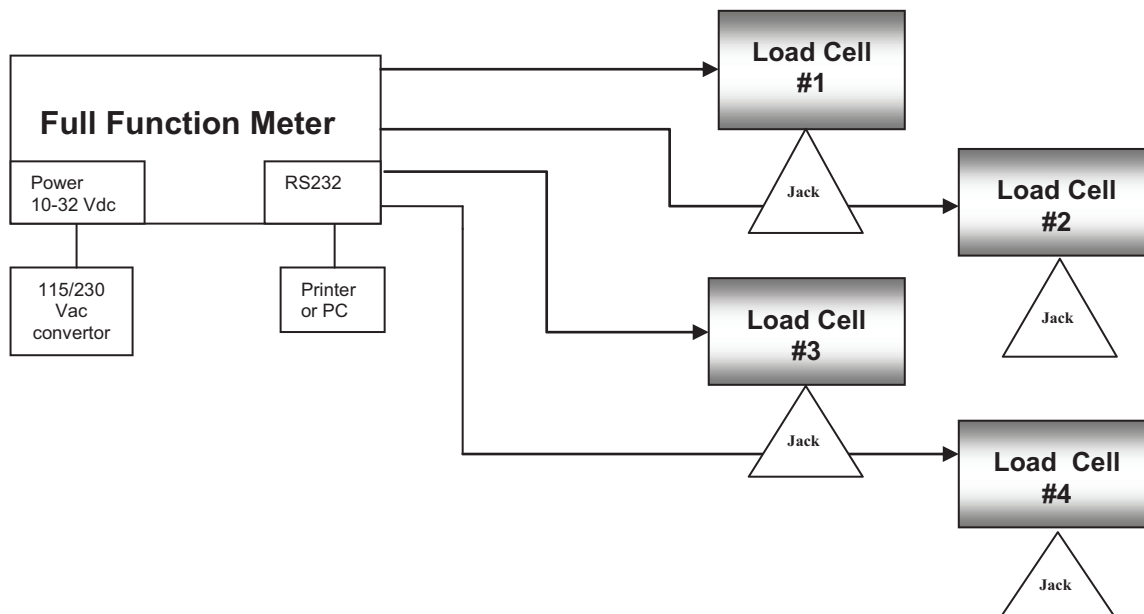 Full Function Meter
Power
10-32 Vdc
RS232
115/230
Vac
convertor
Printer
or PC
Load Cell
#1
Jack
Load Cell
#2
Jack
Load Cell
#3
Jack
Load Cell
#4
Jack